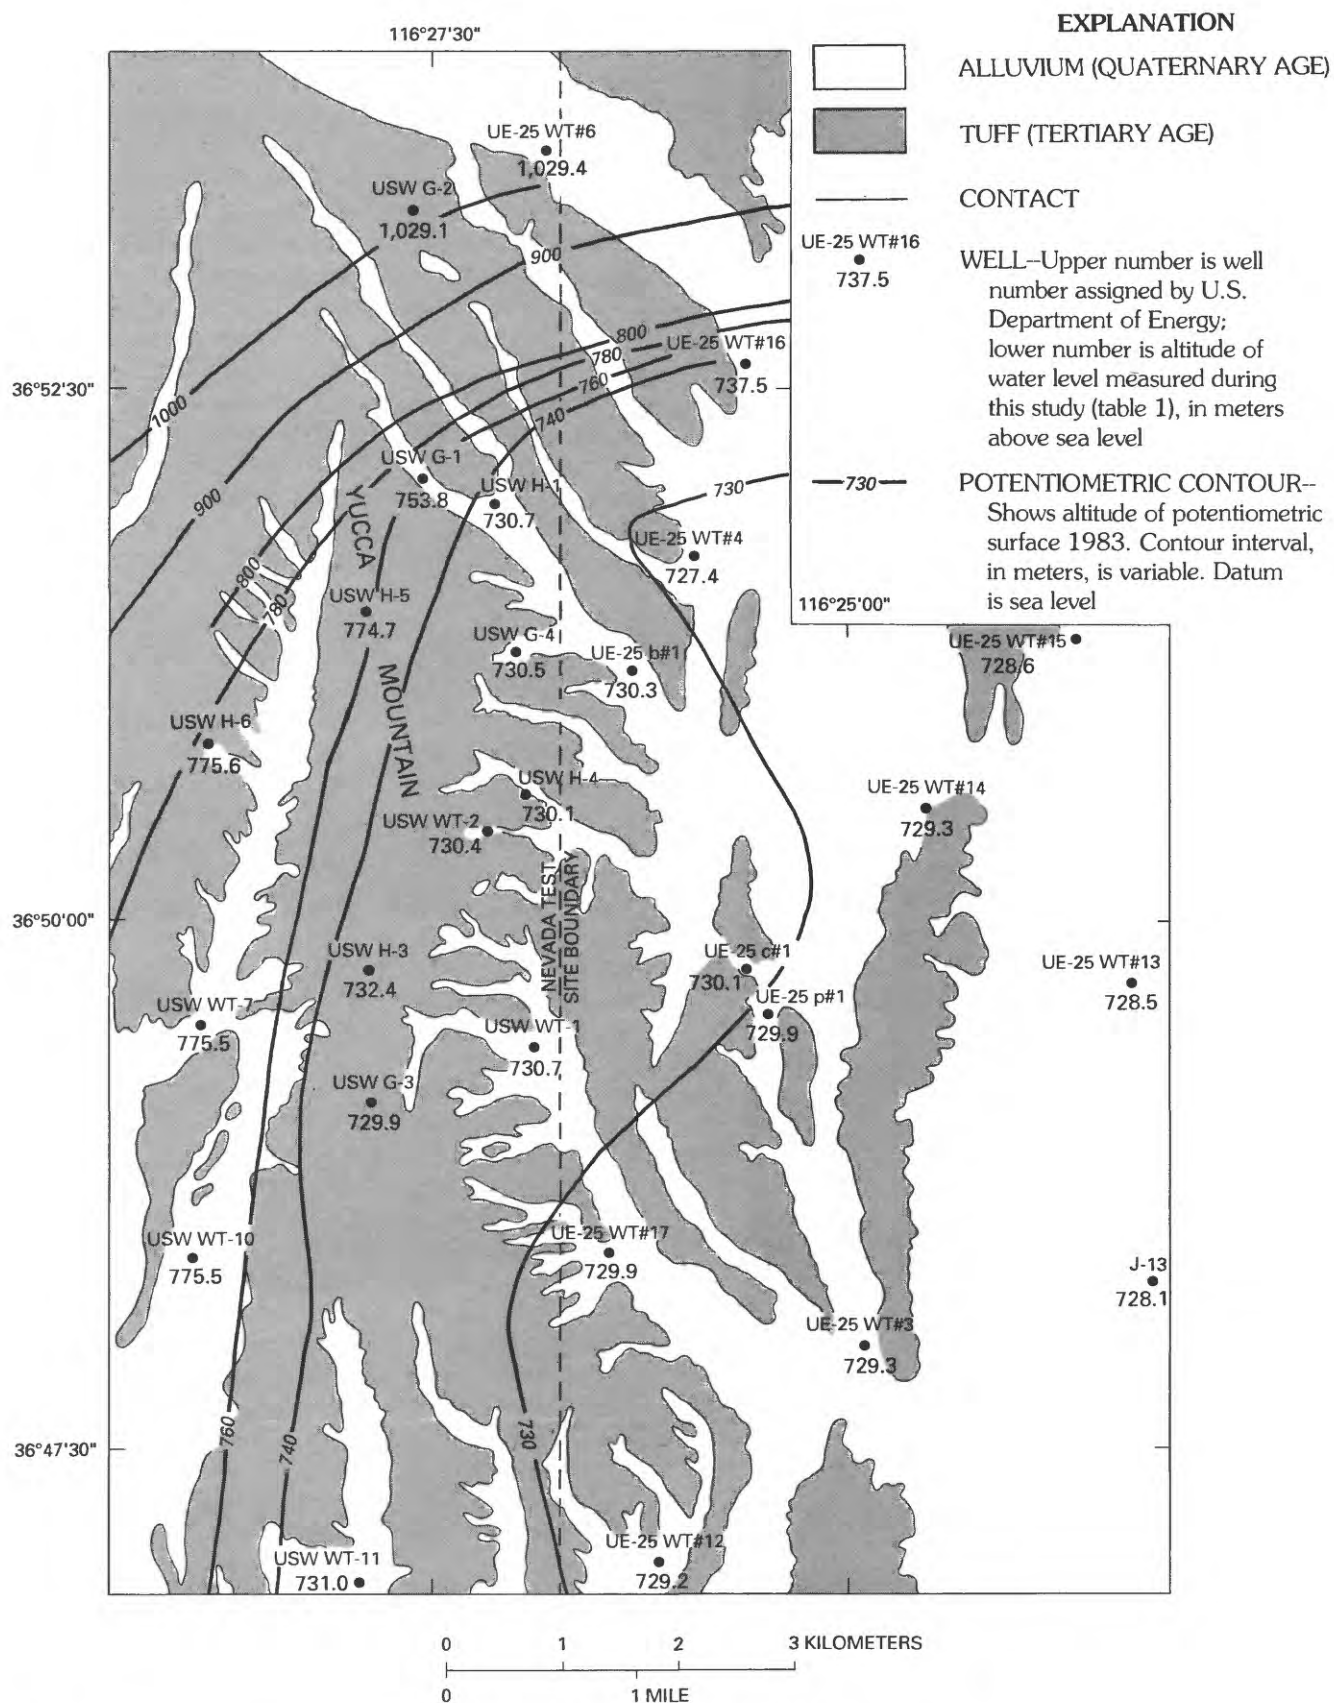 EXPLANATION
ALLUVIUM (QUATERNARY AGE)
TUFF (TERTIARY AGE)
CONTACT
UE-25 WT#16
737.5
WELL--Upper number is well
number assigned by U.S.
Department of Energy;
lower number is altitude of
water level measured during
this study (table 1), in meters
above sea level
730
POTENTIOMETRIC CONTOUR--
Shows altitude of potentiometric
surface 1983. Contour interval,
in meters, is variable. Datum
is sea level
116°27'30"
UE-25 WT#6
1,029.4
USW G-2
1,029.1
900
800
UE-25 WT#16
780
760
737.5
36°52'30"
1000
740
USW G-1
753.8
USW H-1
730.7
730
900
YUCCA
MOUNTAIN
UE-25 WT#4
727.4
800
780
116°25'00"
USW H-5
774.7
USW G-4
730.5
UE-25 b#1
730.3
UE-25 WT#15
728.6
USW H-6
775.6
USW H-4
730.1
UE-25 WT#14
729.3
USW WT-2
730.4
NEVADA TEST
SITE BOUNDARY
36°50'00"
USW H-3
732.4
UE-25 c#1
730.1
UE-25 WT#13
728.5
UE-25 p#1
729.9
USW WT-7
775.5
USW WT-1
730.7
USW G-3
729.9
USW WT-10
775.5
UE-25 WT#17
729.9
J-13
728.1
UE-25 WT#3
729.3
36°47'30"
760
740
730
UE-25 WT#12
729.2
USW WT-11
731.0
0 1 2 3 KILOMETERS
0 1 MILE